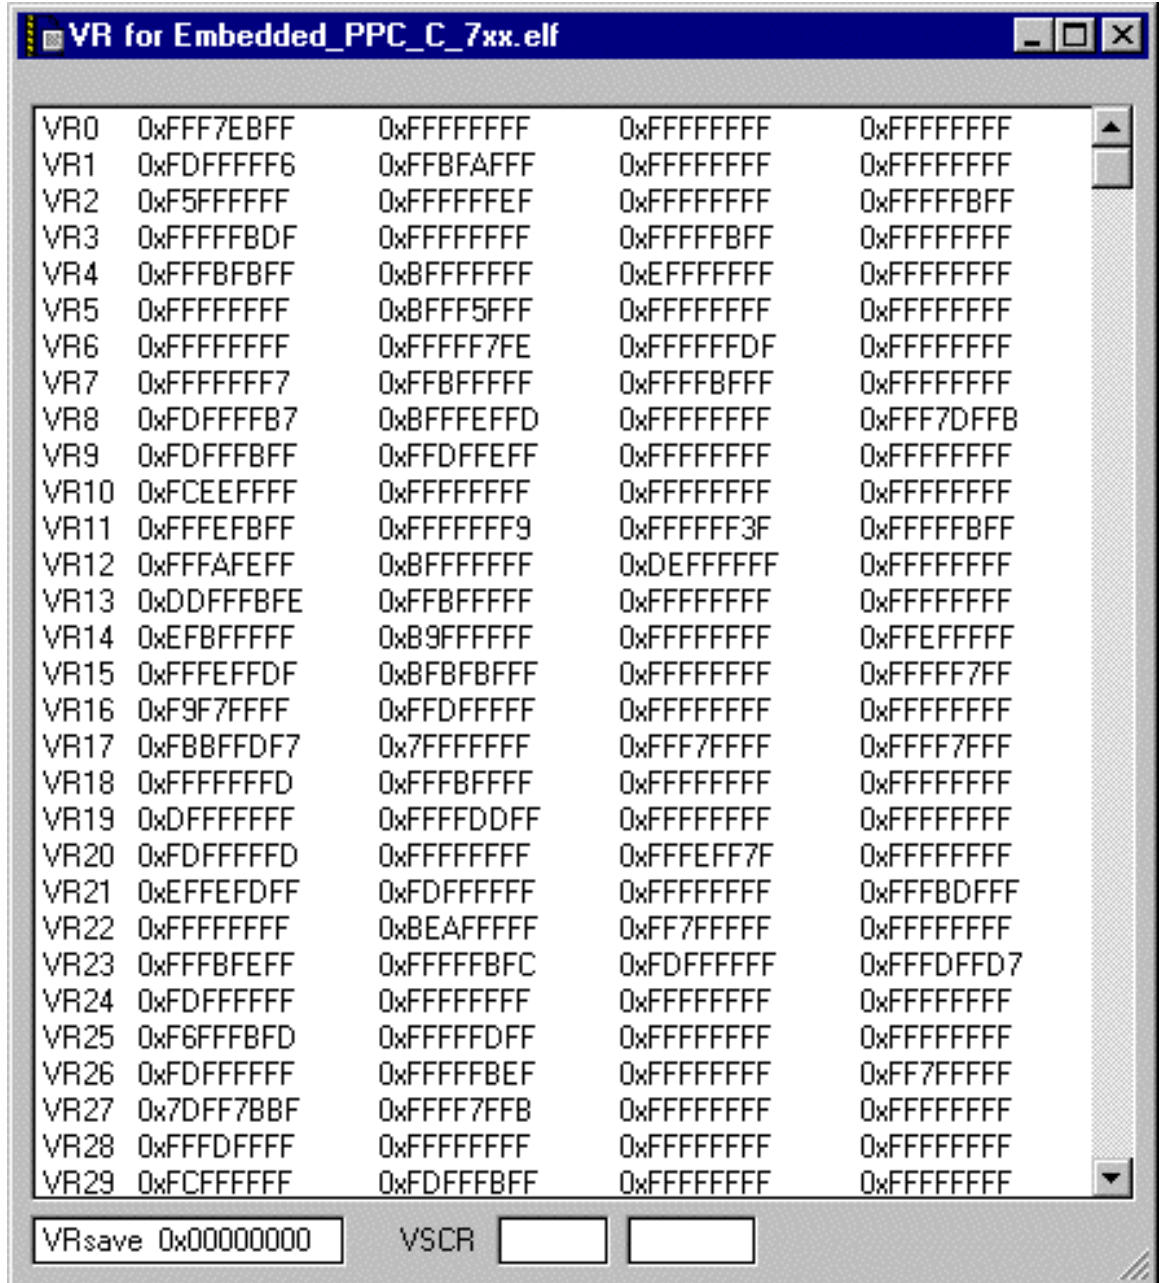 VR for Embedded_PPC_C_7xx.elf
VR0 0xFFF7EBFF 0xFFFFFFFF 0xFFFFFFFF 0xFFFFFFFF
VR1 0xFDFFFFF6 0xFFBFAFFF 0xFFFFFFFF 0xFFFFFFFF
VR2 0xF5FFFFFF 0xFFFFFFEF 0xFFFFFFFF 0xFFFFFBFF
VR3 0xFFFFFBDF 0xFFFFFFFF 0xFFFFFBFF 0xFFFFFFFF
VR4 0xFFFBFBFF 0xBFFFFFFF 0xEFFFFFFF 0xFFFFFFFF
VR5 0xFFFFFFFF 0xBFFF5FFF 0xFFFFFFFF 0xFFFFFFFF
VR6 0xFFFFFFFF 0xFFFFF7FE 0xFFFFFFDF 0xFFFFFFFF
VR7 0xFFFFFFF7 0xFFBFFFFF 0xFFFFBFFF 0xFFFFFFFF
VR8 0xFDFFFFB7 0xBFFFEFFD 0xFFFFFFFF 0xFFF7DFFB
VR9 0xFDFFFBFF 0xFFDFFEFF 0xFFFFFFFF 0xFFFFFFFF
VR10 0xFCEEFFFF 0xFFFFFFFF 0xFFFFFFFF 0xFFFFFFFF
VR11 0xFFFEFBFF 0xFFFFFFF9 0xFFFFFF3F 0xFFFFFBFF
VR12 0xFFFAFEFF 0xBFFFFFFF 0xDEFFFFFF 0xFFFFFFFF
VR13 0xDDFFFBFE 0xFFBFFFFF 0xFFFFFFFF 0xFFFFFFFF
VR14 0xEFBFFFFF 0xB9FFFFFF 0xFFFFFFFF 0xFFEFFFFF
VR15 0xFFFEFFDF 0xBFBFBFFF 0xFFFFFFFF 0xFFFFF7FF
VR16 0xF9F7FFFF 0xFFDFFFFF 0xFFFFFFFF 0xFFFFFFFF
VR17 0xFBBFFDF7 0x7FFFFFFF 0xFFF7FFFF 0xFFFF7FFF
VR18 0xFFFFFFFD 0xFFFBFFFF 0xFFFFFFFF 0xFFFFFFFF
VR19 0xDFFFFFFF 0xFFFFDDFF 0xFFFFFFFF 0xFFFFFFFF
VR20 0xFDFFFFFD 0xFFFFFFFF 0xFFFEFF7F 0xFFFFFFFF
VR21 0xEFFEFDFF 0xFDFFFFFF 0xFFFFFFFF 0xFFFBDFFF
VR22 0xFFFFFFFF 0xBEAFFFFF 0xFF7FFFFF 0xFFFFFFFF
VR23 0xFFFBFEFF 0xFFFFFBFC 0xFDFFFFFF 0xFFFDFFD7
VR24 0xFDFFFFFF 0xFFFFFFFF 0xFFFFFFFF 0xFFFFFFFF
VR25 0xF6FFFBFD 0xFFFFFDFF 0xFFFFFFFF 0xFFFFFFFF
VR26 0xFDFFFFFF 0xFFFFFBEF 0xFFFFFFFF 0xFF7FFFFF
VR27 0x7DFF7BBF 0xFFFF7FFB 0xFFFFFFFF 0xFFFFFFFF
VR28 0xFFFDFFFF 0xFFFFFFFF 0xFFFFFFFF 0xFFFFFFFF
VR29 0xFCFFFFFF 0xFDFFFBFF 0xFFFFFFFF 0xFFFFFFFF
VRsave 0x00000000 VSCR